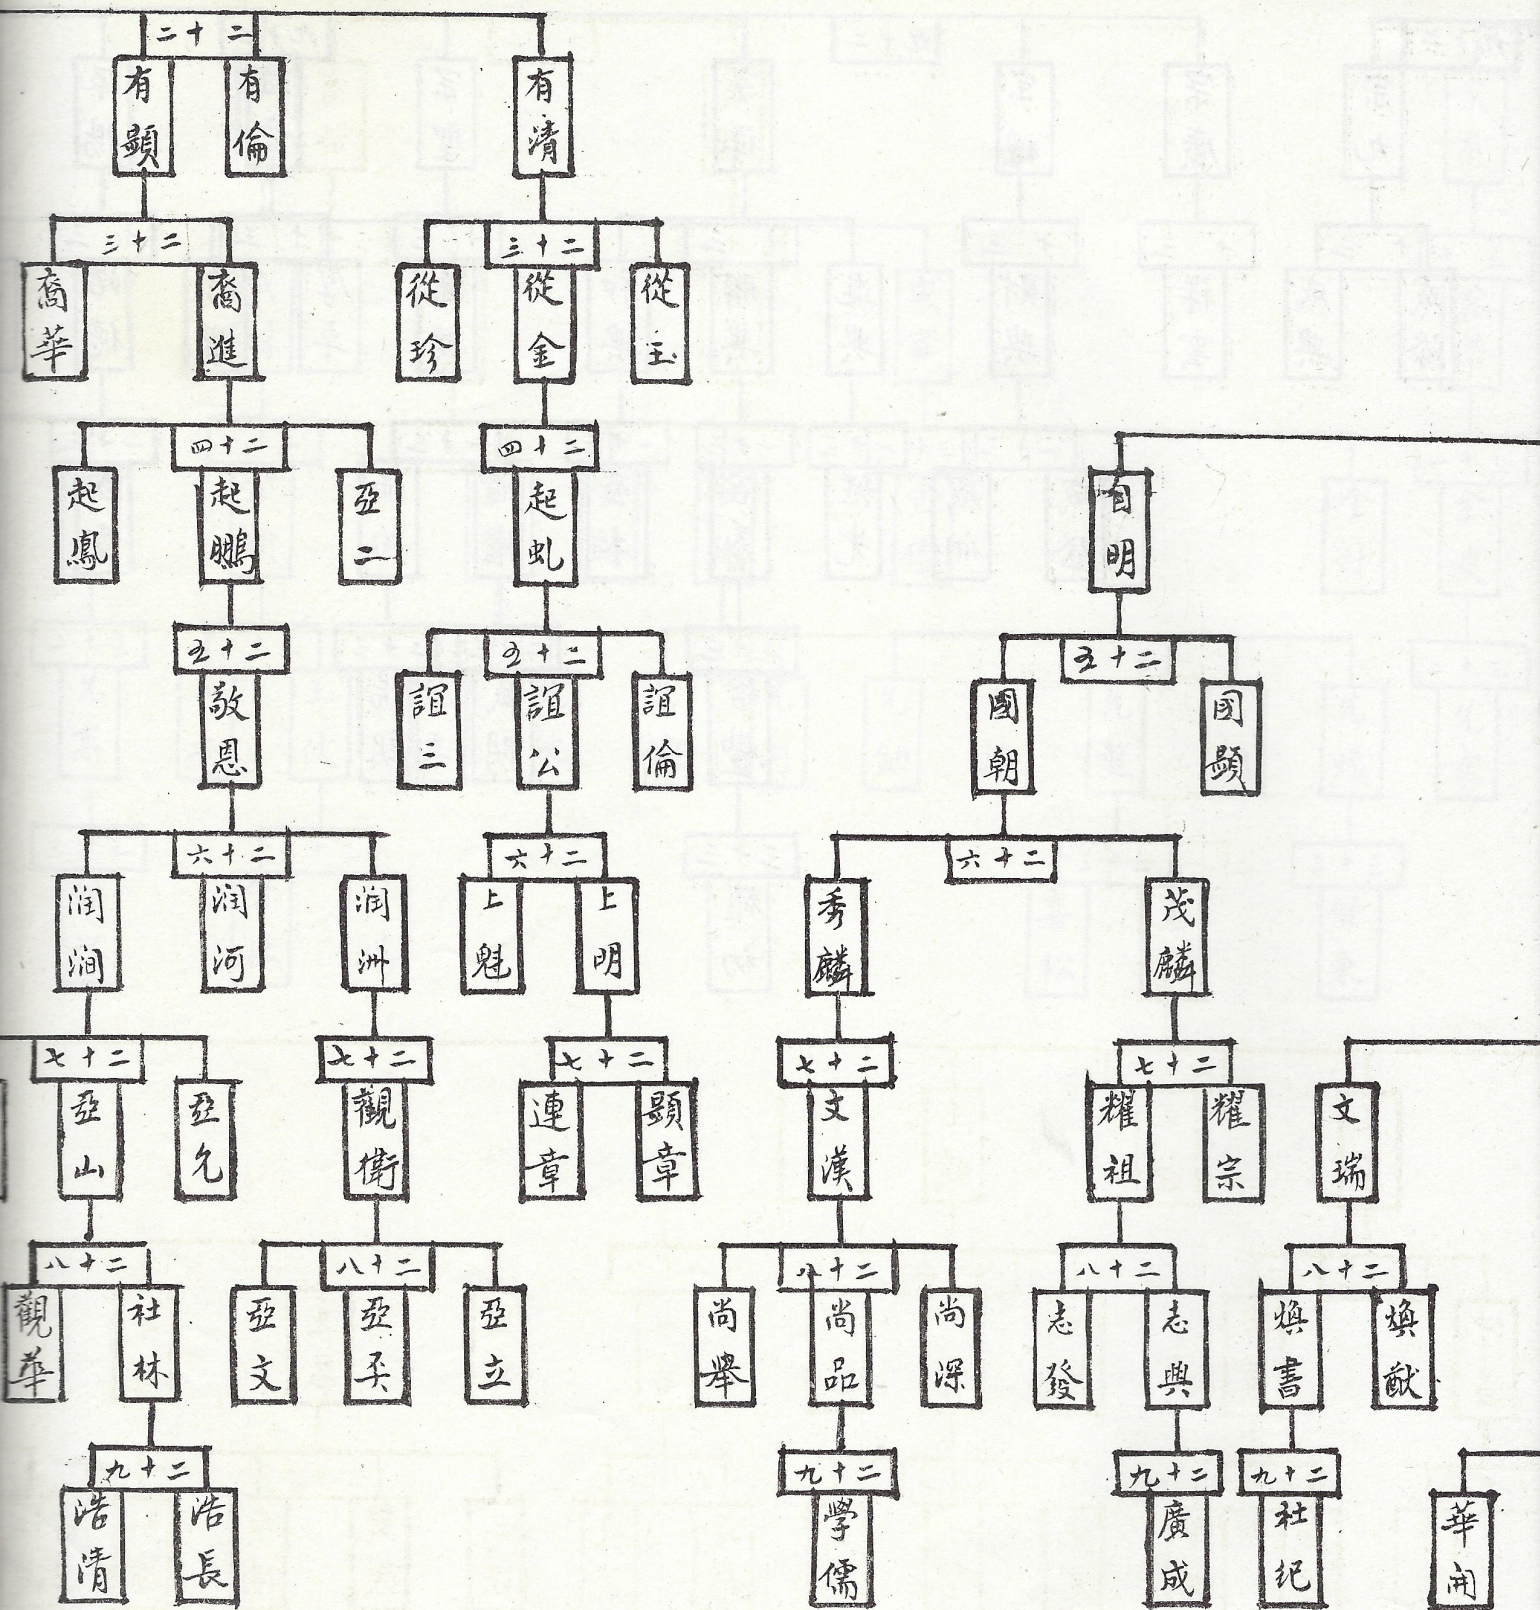 二十二
有清
有倫
有顯
三十二
三十二
從玉
從金
從珍
裔進
裔華
四十二
四十二
自明
起虬
亞二
起鵬
起鳳
五十二
五十二
五十二
國顯
國朝
誼倫
誼公
誼三
敬恩
六十二
六十二
六十二
茂麟
秀麟
上明
上魁
润洲
润河
润涧
七十二
七十二
七十二
七十二
七十二
文瑞
耀宗
耀祖
文漢
顯章
連章
觀衛
亞允
亞山
八十二
八十二
八十二
八十二
八十二
煥猷
煥書
志興
志發
尚深
尚品
尚舉
亞立
亞
亞文
社林
觀華
九十二
九十二
九十二
九十二
華開
社紀
廣成
學儒
浩長
浩清